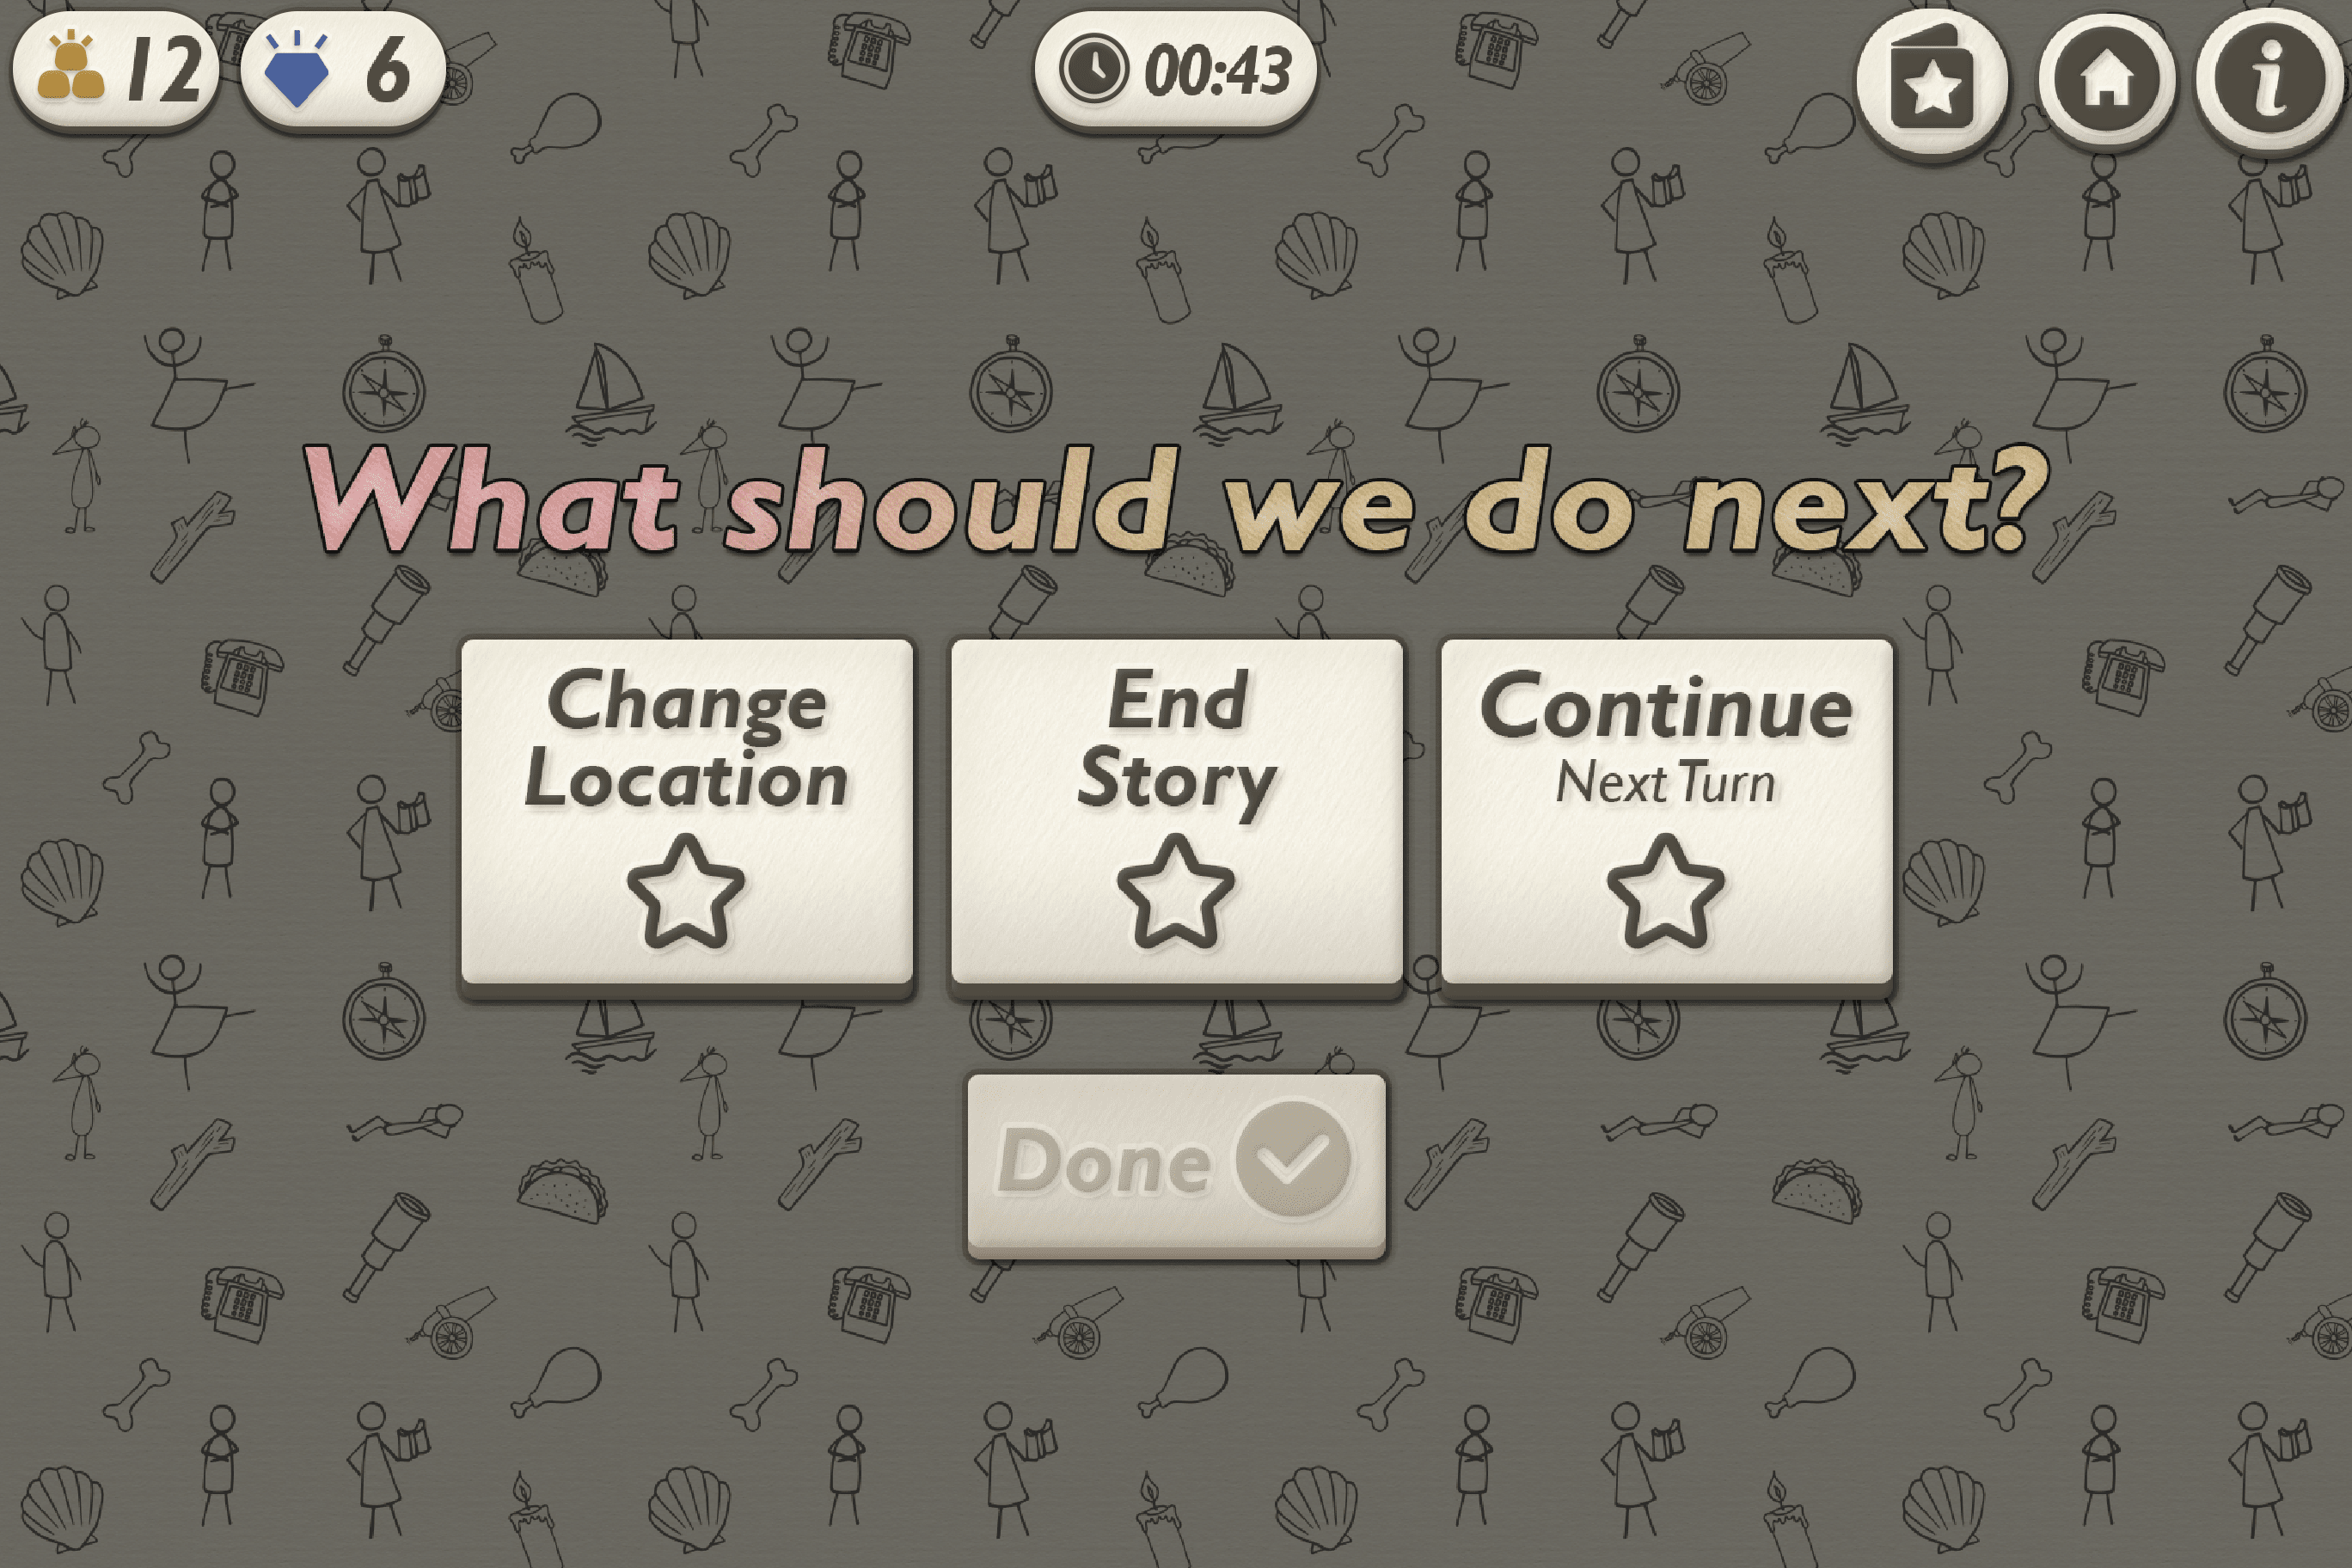 12
6
00:43
i
What should we do next?
Change
Location
End
Story
Continue
Next Turn
Done